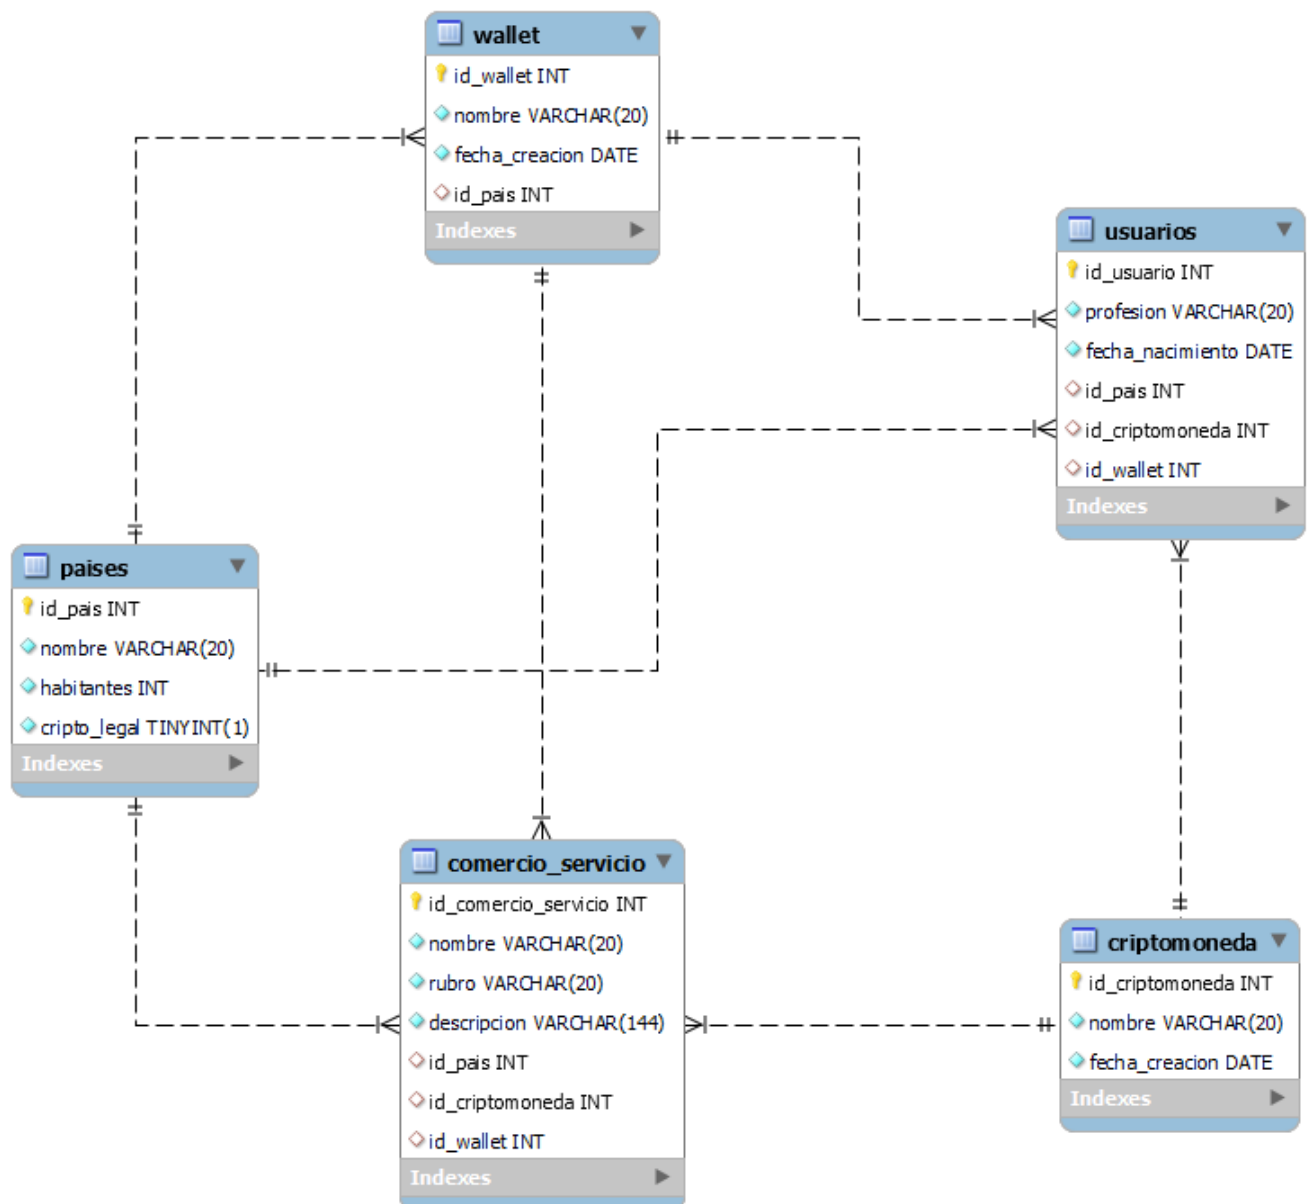 wallet
id_wallet INT
nombre VARCHAR(20)
fecha_creacion DATE
id_pais INT
Indexes
usuarios
id_usuario INT
profesion VARCHAR(20)
fecha_nacimiento DATE
id_pais INT
id_criptomoneda INT
id_wallet INT
Indexes
paises
id_pais INT
nombre VARCHAR(20)
habitantes INT
cripto_legal TINYINT(1)
Indexes
comercio_servicio
id_comercio_servicio INT
nombre VARCHAR(20)
rubro VARCHAR(20)
descripcion VARCHAR(144)
id_pais INT
id_criptomoneda INT
id_wallet INT
Indexes
criptomoneda
id_criptomoneda INT
nombre VARCHAR(20)
fecha_creacion DATE
Indexes